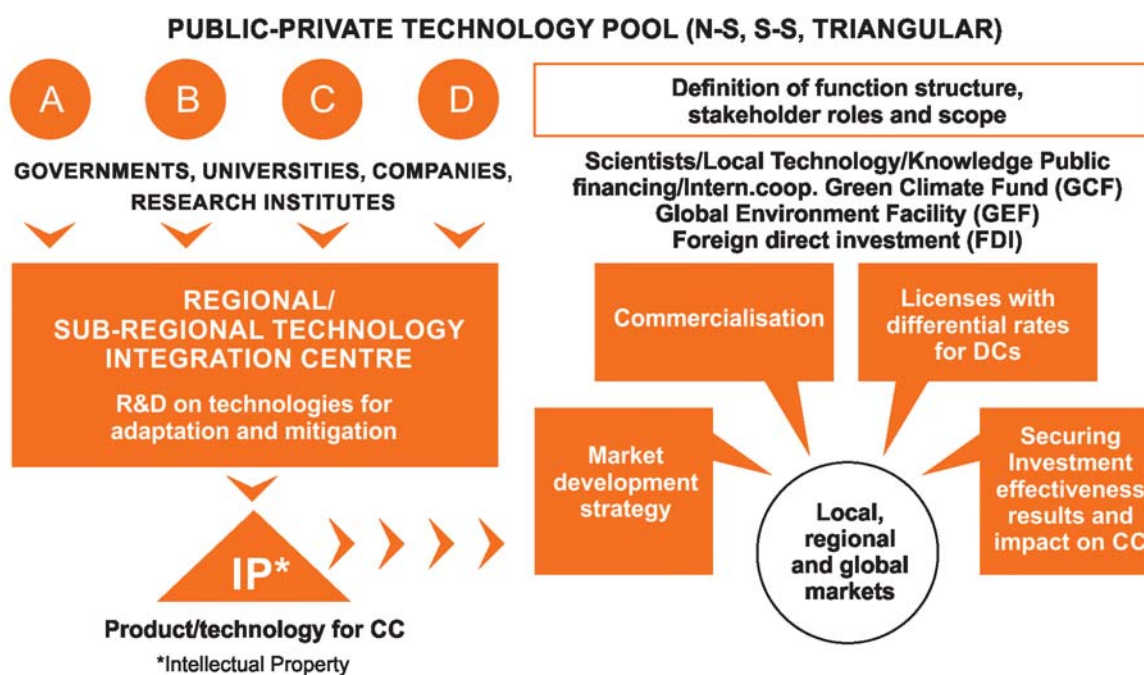 PUBLIC-PRIVATE TECHNOLOGY POOL (N-S, S-S, TRIANGULAR)
A
B
C
D
GOVERNMENTS, UNIVERSITIES, COMPANIES,
RESEARCH INSTITUTES
REGIONAL/
SUB-REGIONAL TECHNOLOGY
INTEGRATION CENTRE
R&D on technologies for
adaptation and mitigation
IP*
Product/technology for CC
*Intellectual Property
Definition of function structure,
stakeholder roles and scope
Scientists/Local Technology/Knowledge Public
financing/Intern.coop. Green Climate Fund (GCF)
Global Environment Facility (GEF)
Foreign direct investment (FDI)
Commercialisation
Licenses with
differential rates
for DCs
Market
development
strategy
Securing
Investment
effectiveness
results and
impact on CC
Local,
regional
and global
markets